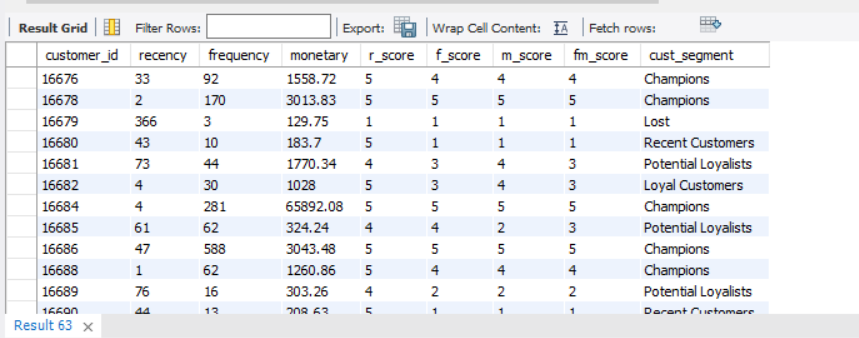 Result Grid Filter Rows: Export: Wrap Cell Content: Fetch rows:
customer_id recency frequency monetary r_score f_score m_score fm_score cust_segment
16676 33 92 1558.72 5 4 4 4 Champions
16678 2 170 3013.83 5 5 5 5 Champions
16679 366 3 129.75 1 1 1 1 Lost
16680 43 10 183.7 5 1 1 1 Recent Customers
16681 73 44 1770.34 4 3 4 3 Potential Loyalists
16682 4 30 1028 5 3 4 3 Loyal Customers
16684 4 281 65892.08 5 5 5 5 Champions
16685 61 62 324.24 4 4 2 3 Potential Loyalists
16686 47 588 3043.48 5 5 5 5 Champions
16688 1 62 1260.86 5 4 4 4 Champions
16689 76 16 303.26 4 2 2 2 Potential Loyalists
16690 44 13 208.63 5 1 1 1 Recent Customers
Result 63